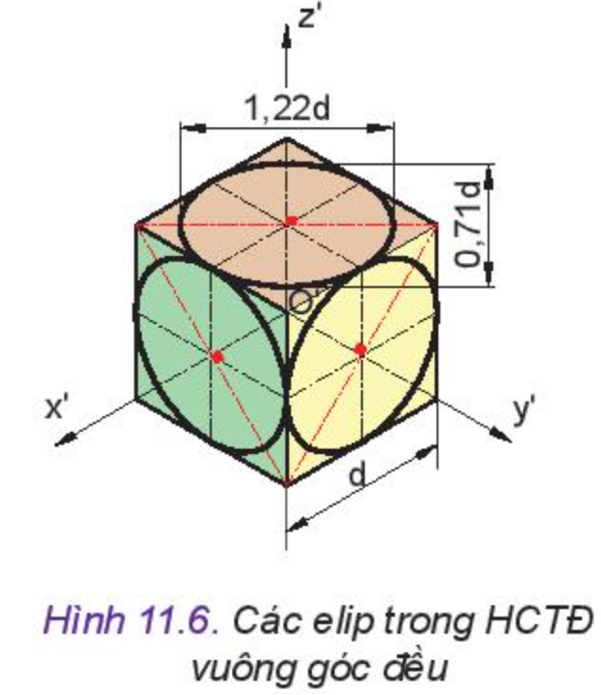 z'
1,22d
0,71d
O'
x'
y'
d
Hình 11.6. Các elip trong HCTĐ
vuông góc đều